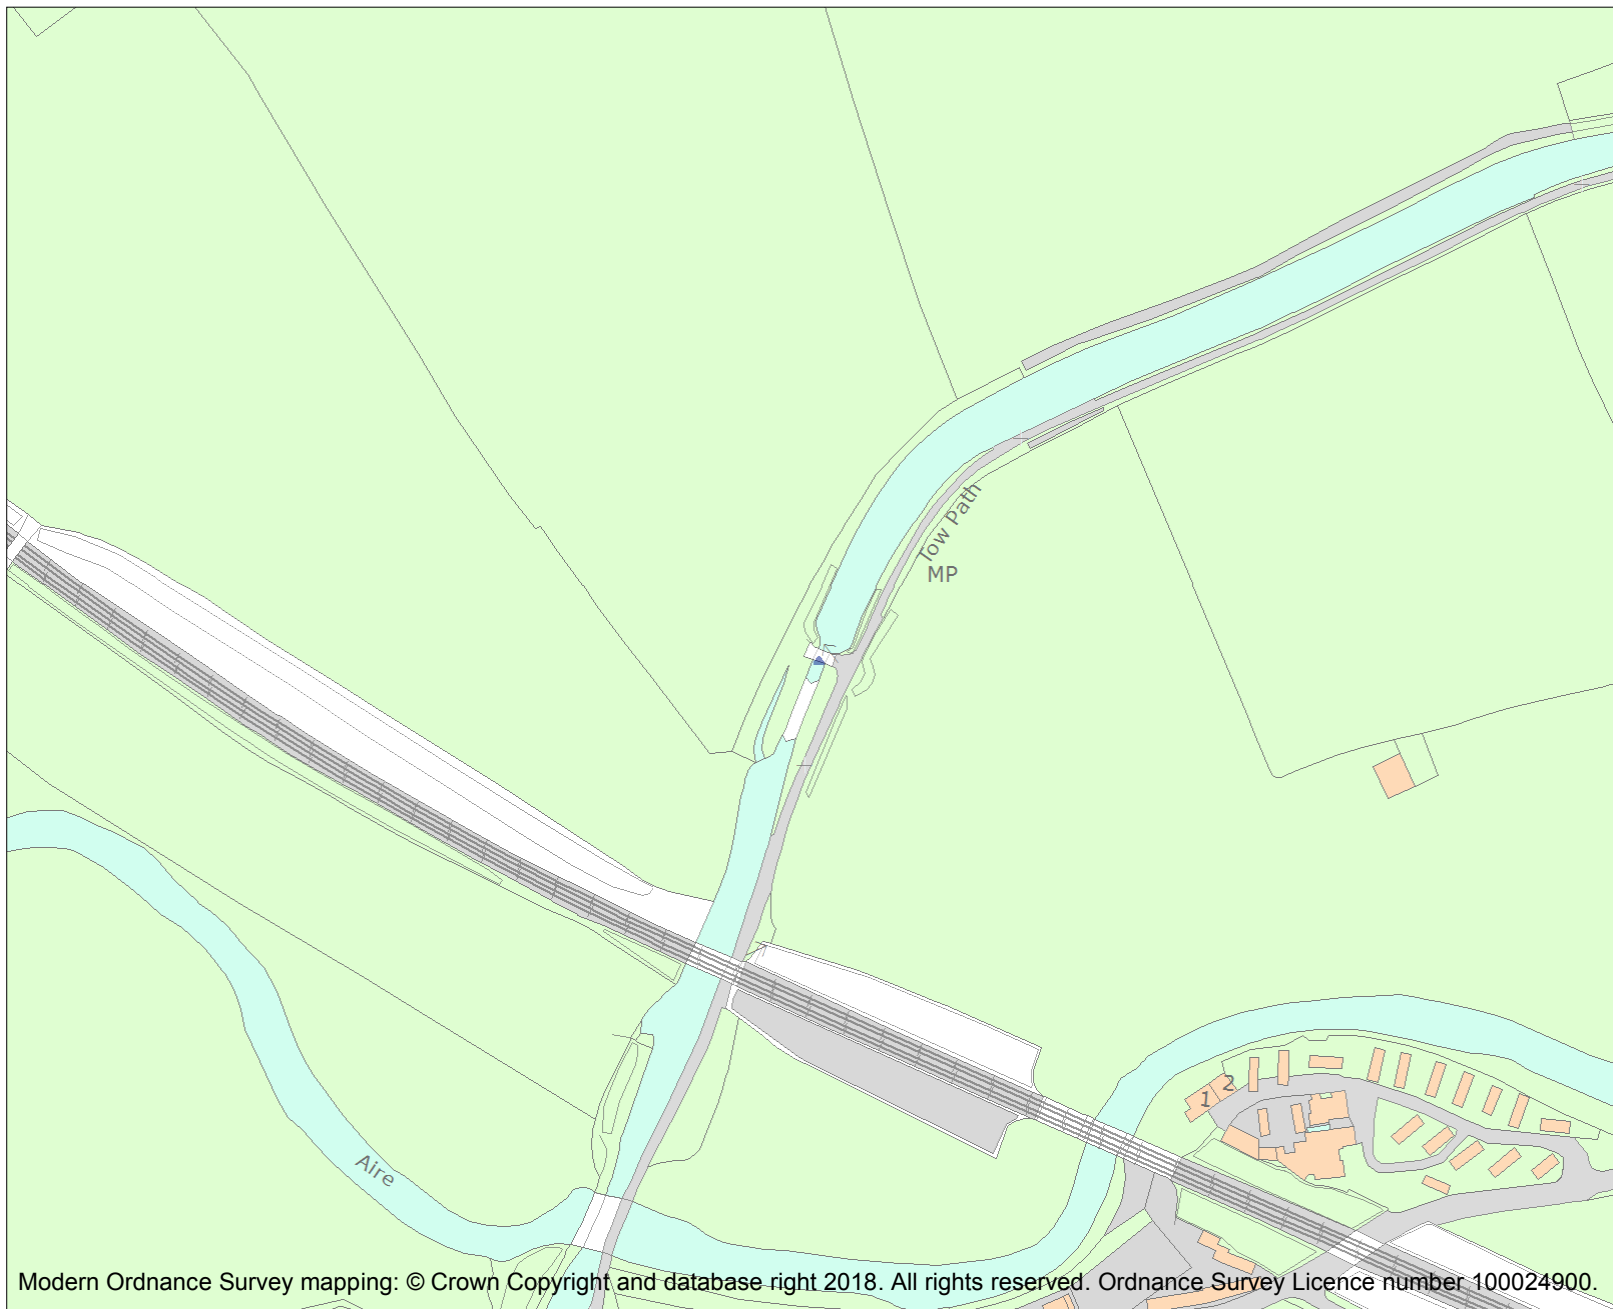 Tow Path
MP
2
1
Aire
Modern Ordnance Survey mapping: © Crown Copyright and database right 2018. All rights reserved. Ordnance Survey Licence number 100024900.